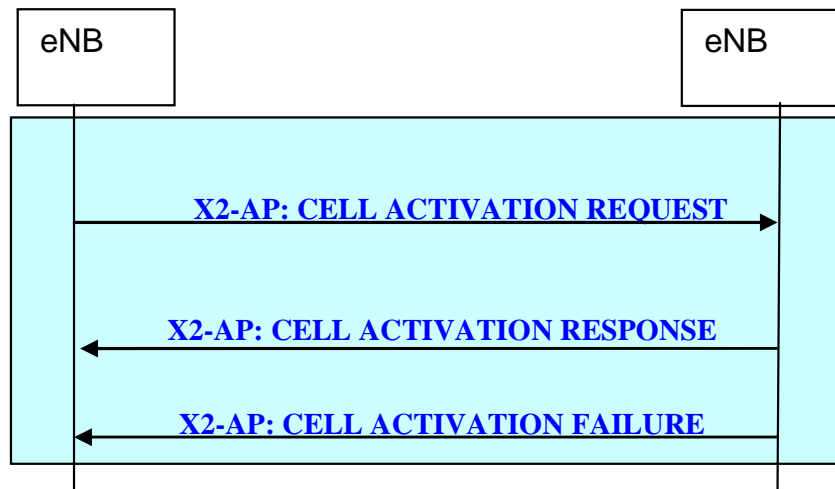 eNB
eNB
X2-AP: CELL ACTIVATION REQUEST
X2-AP: CELL ACTIVATION RESPONSE
X2-AP: CELL ACTIVATION FAILURE